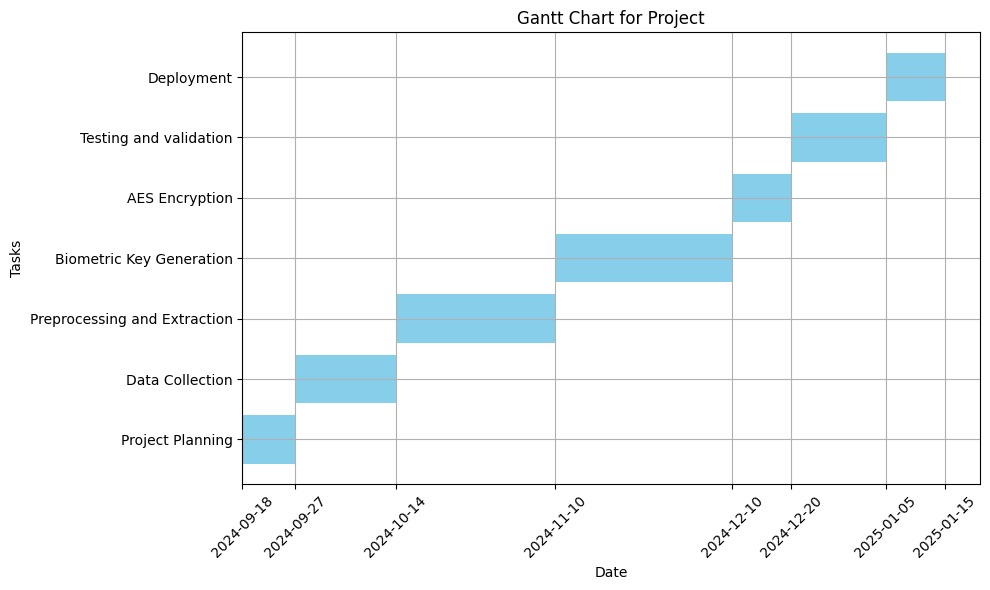 Gantt Chart for Project
Tasks
Deployment
Testing and validation
AES Encryption
Biometric Key Generation
Preprocessing and Extraction
Data Collection
Project Planning
2024-09-18
2024-09-27
2024-10-14
2024-11-10
2024-12-10
2024-12-20
2025-01-05
2025-01-15
Date